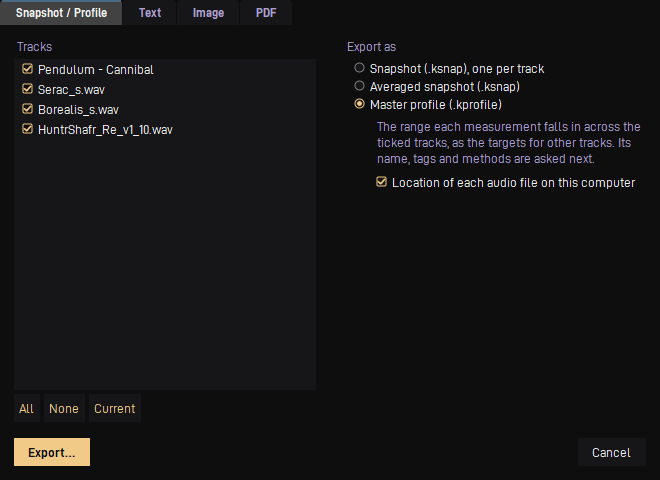 Snapshot / Profile
Text
Image
PDF
Tracks
Pendulum - Cannibal
Serac_s.wav
Borealis_s.wav
HuntrShafr_Re_v1_10.wav
All
None
Current
Export as
Snapshot (.ksnap), one per track
Averaged snapshot (.ksnap)
Master profile (.kprofile)
The range each measurement falls in across the
ticked tracks, as the targets for other tracks. Its
name, tags and methods are asked next.
Location of each audio file on this computer
Export...
Cancel